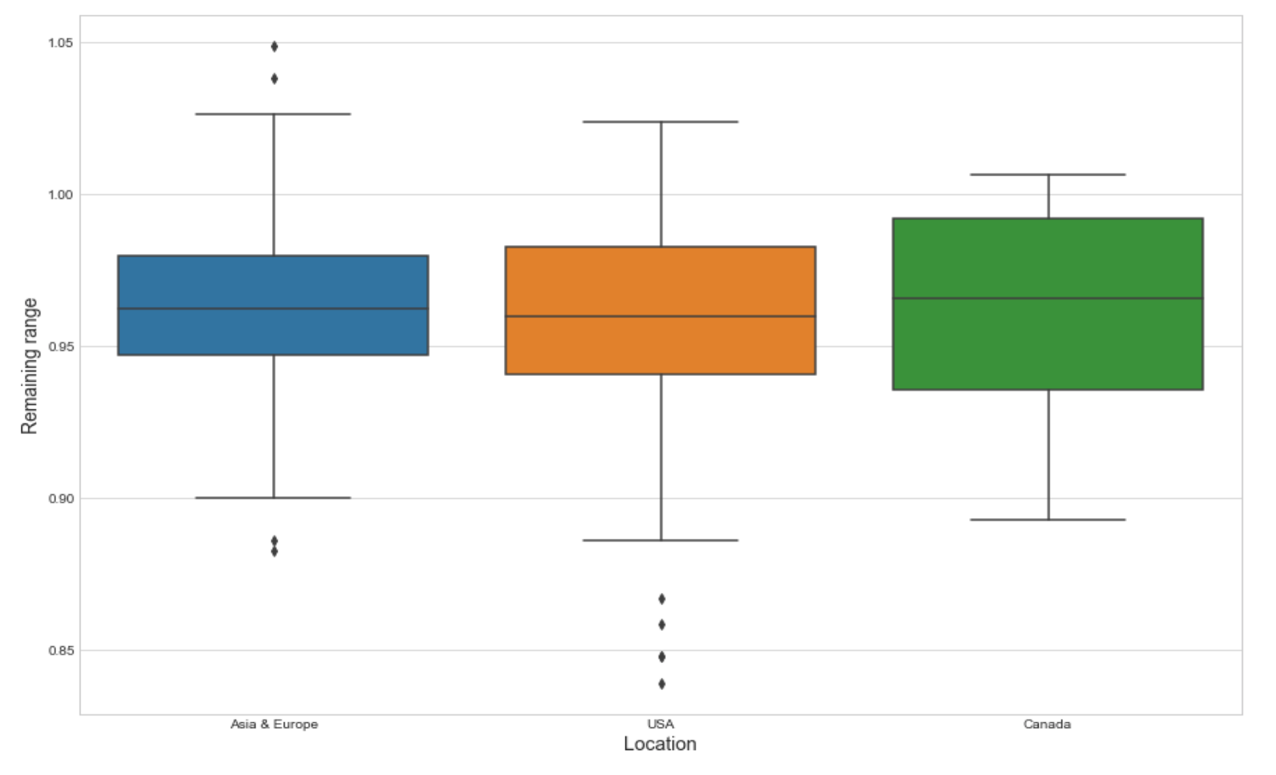 1.05
1.00
0.95
0.90
0.85
Remaining range
Asia & Europe
USA
Canada
Location